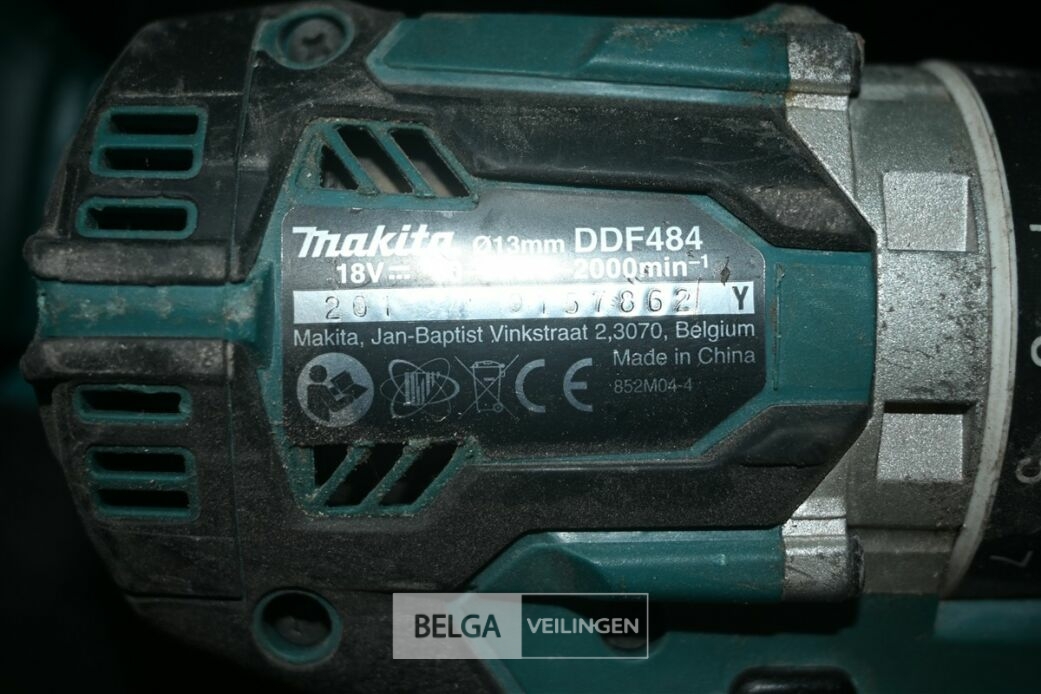 makita Ø13mm DDF484
18V 2000min⁻¹
Y
Makita, Jan-Baptist Vinkstraat 2,3070, Belgium
Made in China
852M04-4
CE
BELGA VEILINGEN